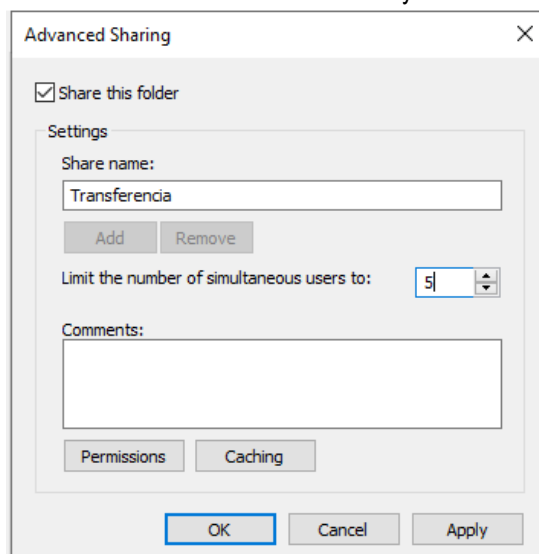 Advanced Sharing
Share this folder
Settings
Share name:
Transferencia
Add Remove
Limit the number of simultaneous users to: 5
Comments:
Permissions Caching
OK Cancel Apply